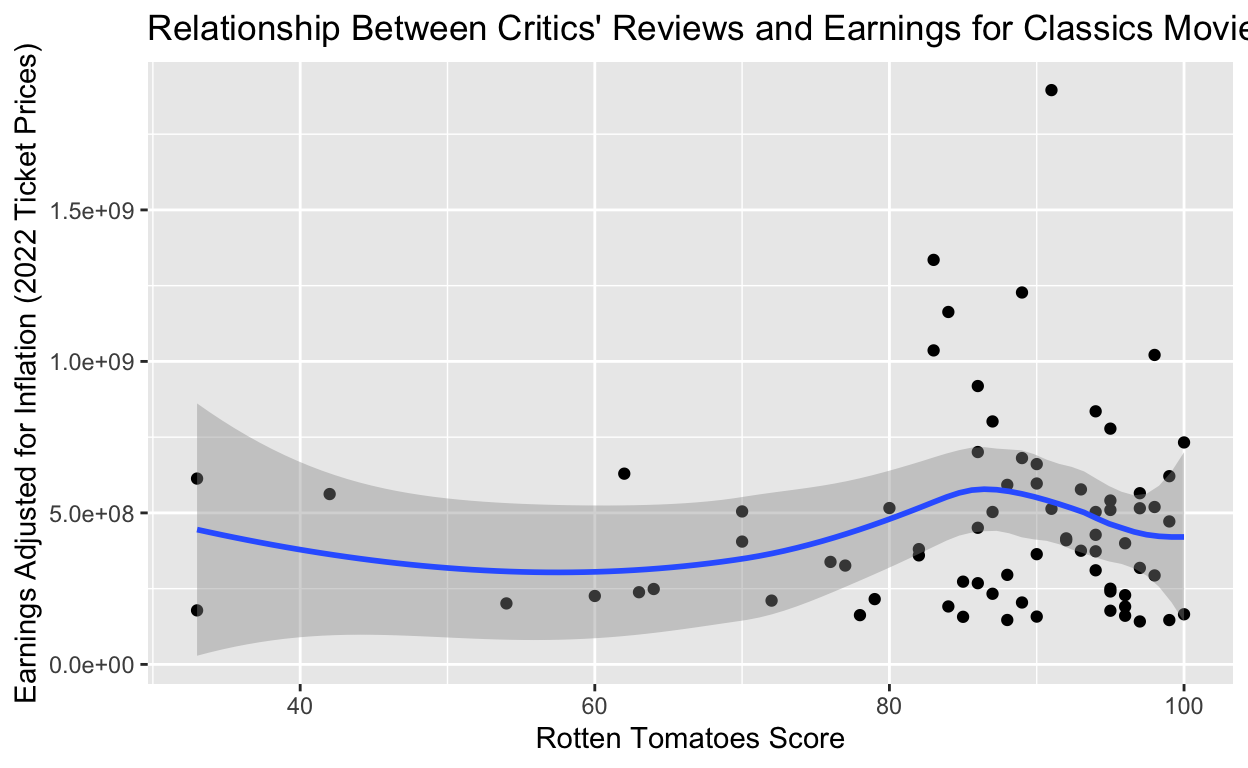 Relationship Between Critics' Reviews and Earnings for Classics Movie
Earnings Adjusted for Inflation (2022 Ticket Prices)
1.5e+09
1.0e+09
5.0e+08
0.0e+00
40 60 80 100
Rotten Tomatoes Score